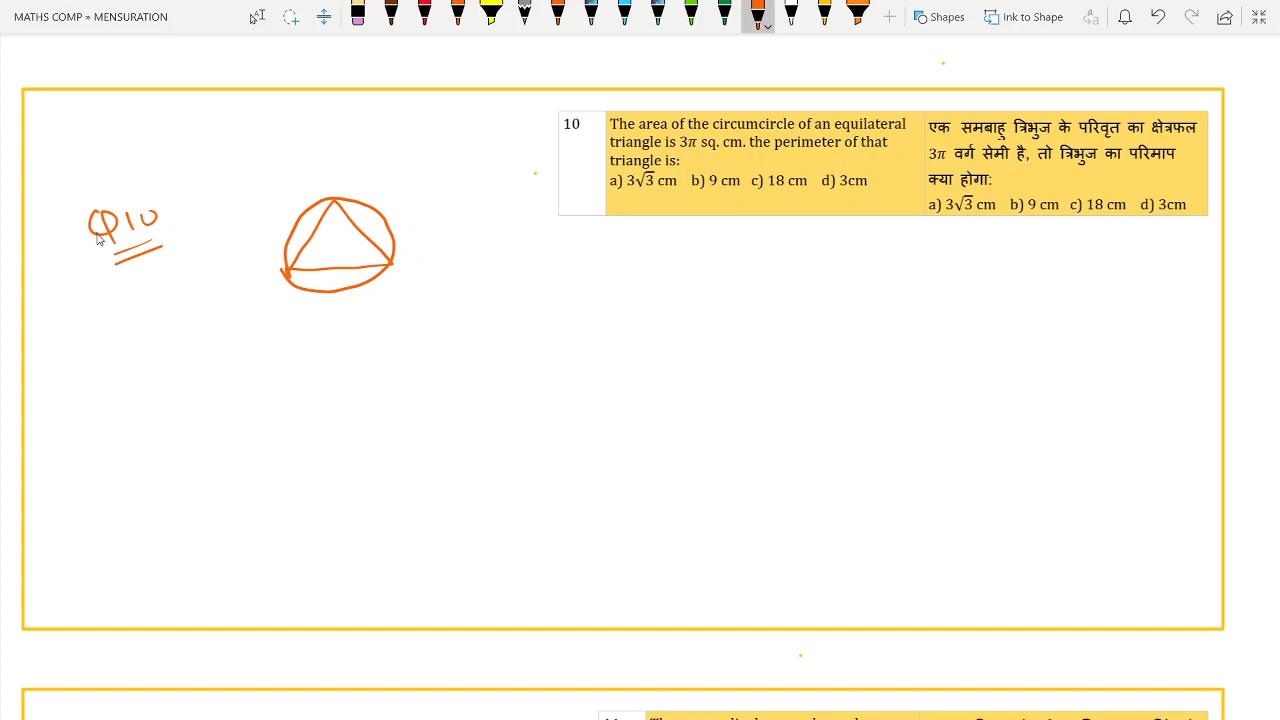 MATHS COMP » MENSURATION
Shapes
Ink to Shape
10
The area of the circumcircle of an equilateral
triangle is 3π sq. cm. the perimeter of that
triangle is:
a) 3√3 cm b) 9 cm c) 18 cm d) 3cm
एक समबाहु त्रिभुज के परिवृत का क्षेत्रफल
3π वर्ग सेमी है, तो त्रिभुज का परिमाप
क्या होगा:
a) 3√3 cm b) 9 cm c) 18 cm d) 3cm
Q10